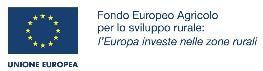 Fondo Europeo Agricolo
per lo sviluppo rurale:
l'Europa investe nelle zone rurali
UNIONE EUROPEA